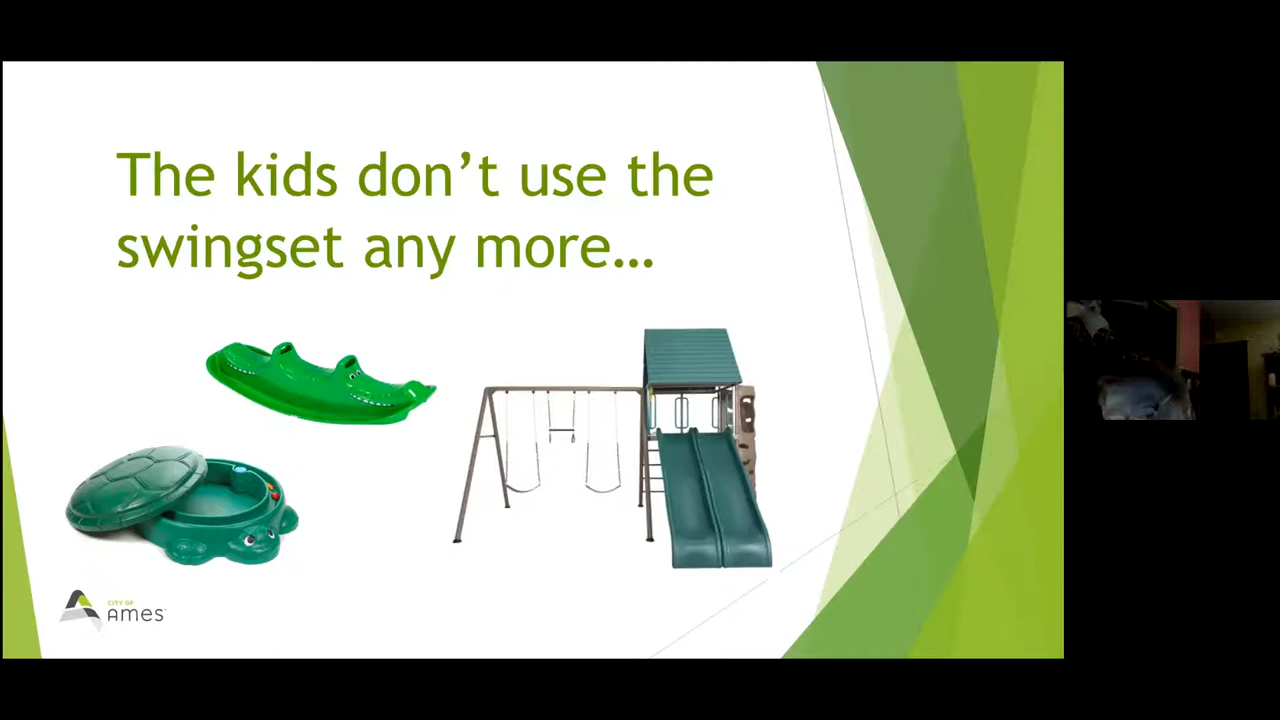 The kids don’t use the
swingset any more…
CITY OF
Ames